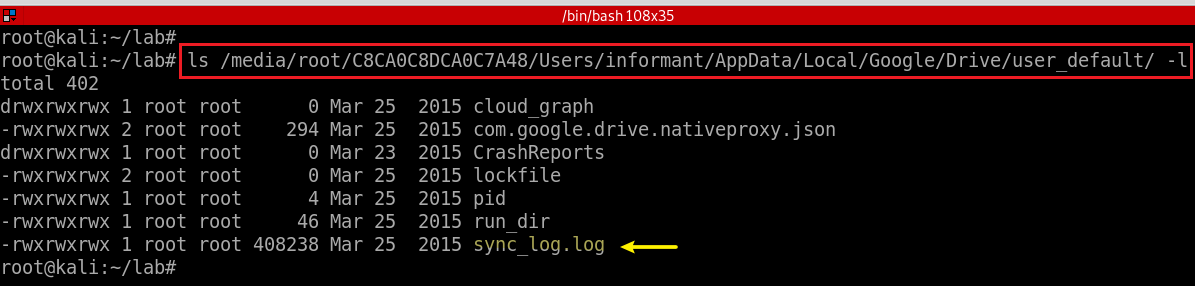 /bin/bash 108x35
root@kali:~/lab#
root@kali:~/lab# ls /media/root/C8CA0C8DCA0C7A48/Users/informant/AppData/Local/Google/Drive/user_default/ -l
total 402
drwxrwxrwx 1 root root      0 Mar 25  2015 cloud_graph
-rwxrwxrwx 2 root root    294 Mar 25  2015 com.google.drive.nativeproxy.json
drwxrwxrwx 1 root root      0 Mar 23  2015 CrashReports
-rwxrwxrwx 2 root root      0 Mar 25  2015 lockfile
-rwxrwxrwx 1 root root      4 Mar 25  2015 pid
-rwxrwxrwx 1 root root     46 Mar 25  2015 run_dir
-rwxrwxrwx 1 root root 408238 Mar 25  2015 sync_log.log
root@kali:~/lab#